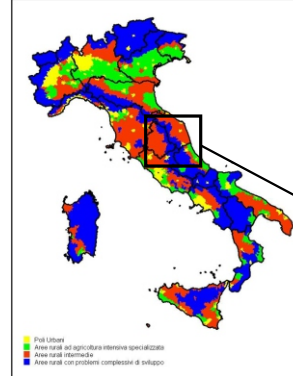 Poli Urbani
Aree rurali ad agricoltura intensiva specializzata
Aree rurali intermedie
Aree rurali con problemi complessivi di sviluppo